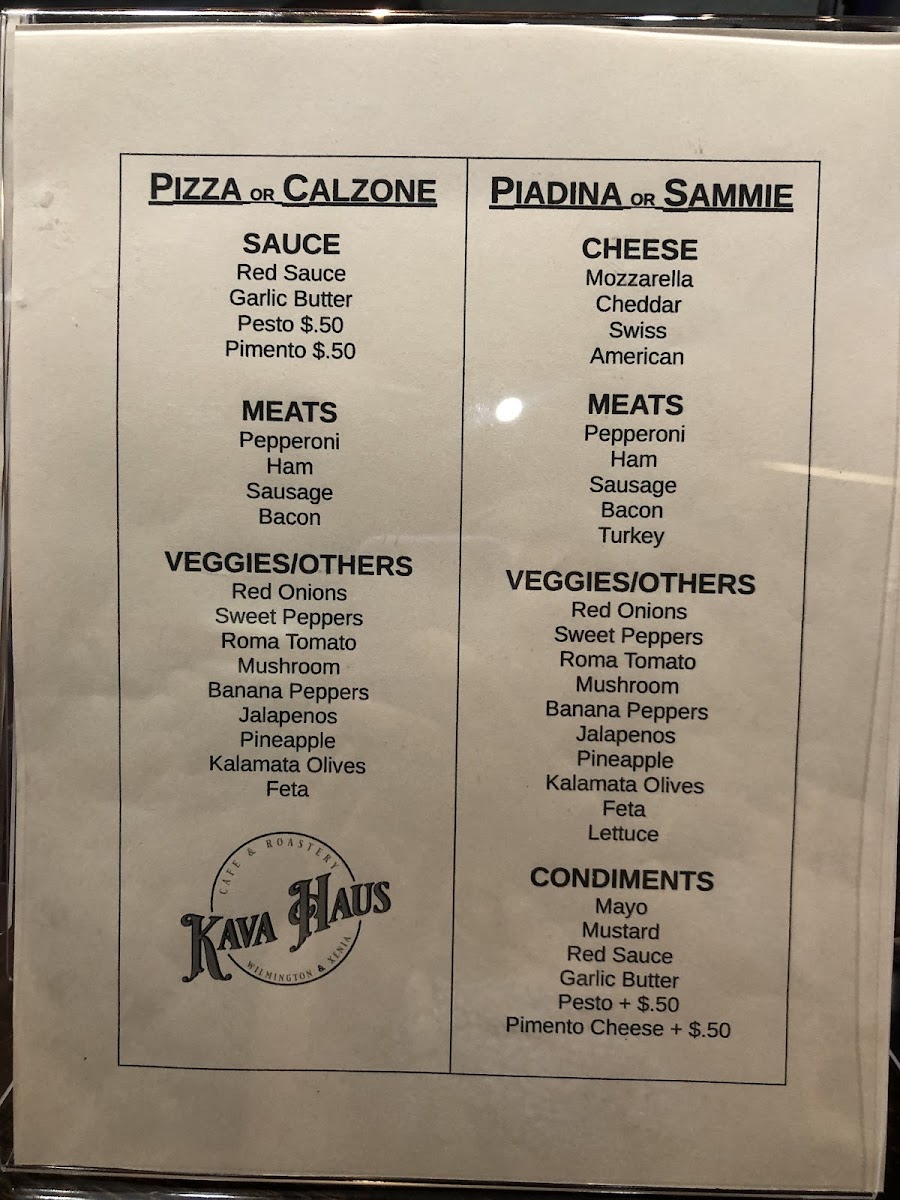 PIZZA OR CALZONE
SAUCE
Red Sauce
Garlic Butter
Pesto $.50
Pimento $.50
MEATS
Pepperoni
Ham
Sausage
Bacon
VEGGIES/OTHERS
Red Onions
Sweet Peppers
Roma Tomato
Mushroom
Banana Peppers
Jalapenos
Pineapple
Kalamata Olives
Feta
CAFE & ROASTERY
KAVA HAUS
WILMINGTON & XENIA
PIADINA OR SAMMIE
CHEESE
Mozzarella
Cheddar
Swiss
American
MEATS
Pepperoni
Ham
Sausage
Bacon
Turkey
VEGGIES/OTHERS
Red Onions
Sweet Peppers
Roma Tomato
Mushroom
Banana Peppers
Jalapenos
Pineapple
Kalamata Olives
Feta
Lettuce
CONDIMENTS
Mayo
Mustard
Red Sauce
Garlic Butter
Pesto + $.50
Pimento Cheese + $.50